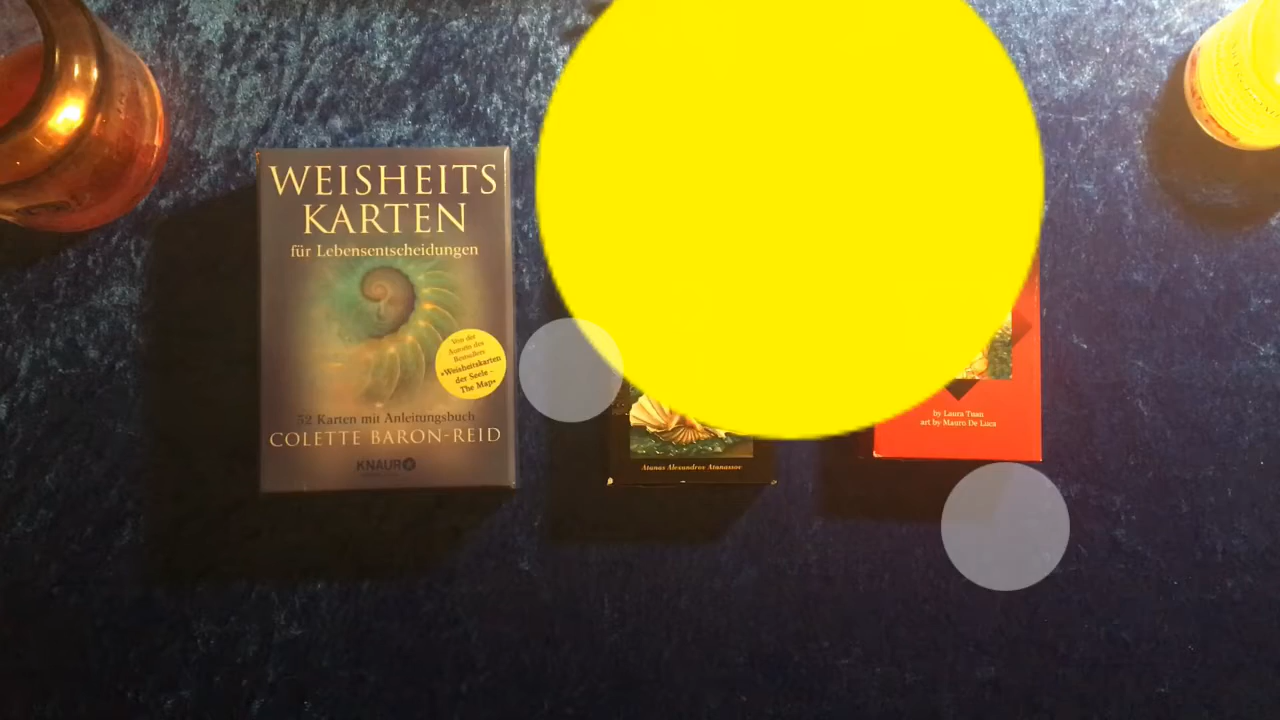 WEISHEITS
KARTEN
für Lebensentscheidungen
Von der
Autorin des
Bestsellers
»Weisheitskarten
der Seele –
The Map«
52 Karten mit Anleitungsbuch
COLETTE BARON-REID
KNAUR
Atanas Alexandrov Atanassov
by Laura Tuan
art by Mauro De Luca